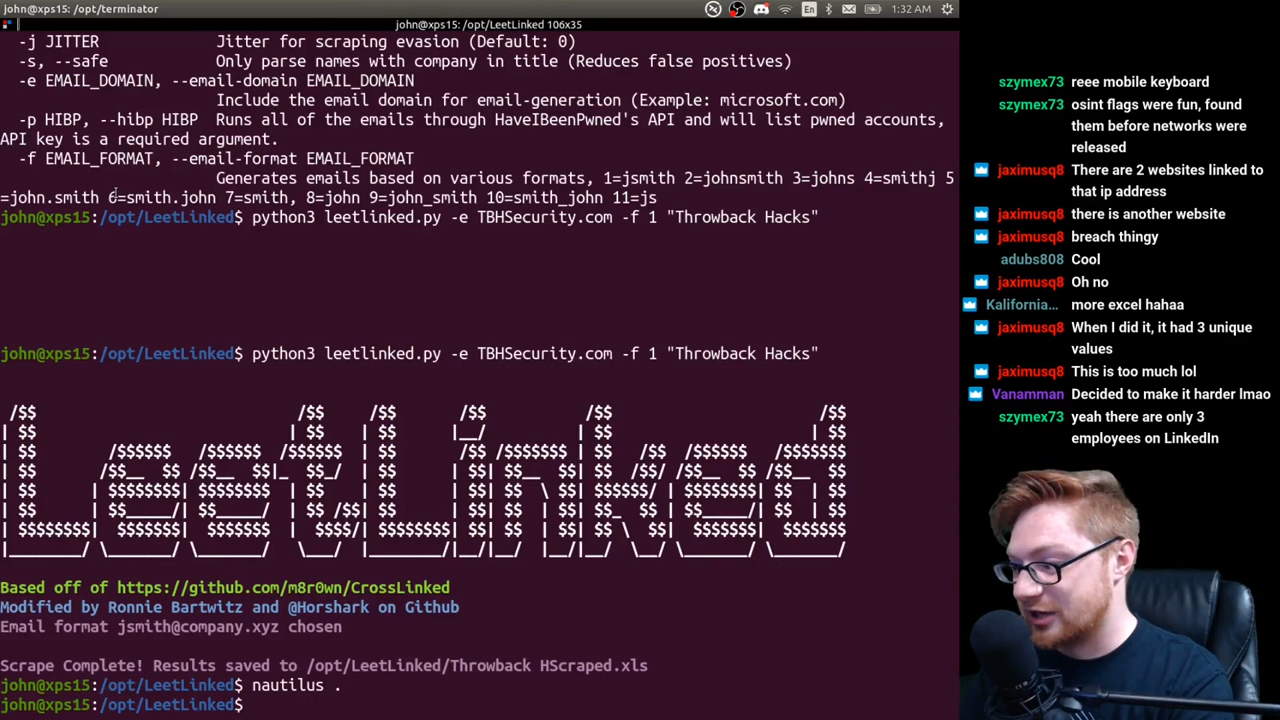 john@xps15: /opt/terminator
En
1:32 AM
john@xps15: /opt/LeetLinked 106x35
-j JITTER Jitter for scraping evasion (Default: 0)
-s, --safe Only parse names with company in title (Reduces false positives)
-e EMAIL_DOMAIN, --email-domain EMAIL_DOMAIN
Include the email domain for email-generation (Example: microsoft.com)
-p HIBP, --hibp HIBP Runs all of the emails through HaveIBeenPwned's API and will list pwned accounts,
API key is a required argument.
-f EMAIL_FORMAT, --email-format EMAIL_FORMAT
Generates emails based on various formats, 1=jsmith 2=johnsmith 3=johns 4=smithj 5
=john.smith 6=smith.john 7=smith, 8=john 9=john_smith 10=smith_john 11=js
john@xps15:/opt/LeetLinked$ python3 leetlinked.py -e TBHSecurity.com -f 1 "Throwback Hacks"
john@xps15:/opt/LeetLinked$ python3 leetlinked.py -e TBHSecurity.com -f 1 "Throwback Hacks"
LeetLinked
Based off of https://github.com/m8r0wn/CrossLinked
Modified by Ronnie Bartwitz and @Horshark on Github
Email format jsmith@company.xyz chosen
Scrape Complete! Results saved to /opt/LeetLinked/Throwback HScraped.xls
john@xps15:/opt/LeetLinked$ nautilus .
john@xps15:/opt/LeetLinked$
szymex73 reee mobile keyboard
szymex73 osint flags were fun, found
them before networks were
released
jaximusq8 There are 2 websites linked to
that ip address
jaximusq8 there is another website
jaximusq8 breach thingy
adubs808 Cool
jaximusq8 Oh no
Kalifornia… more excel hahaa
jaximusq8 When I did it, it had 3 unique
values
jaximusq8 This is too much lol
Vanamman Decided to make it harder lmao
szymex73 yeah there are only 3
employees on LinkedIn